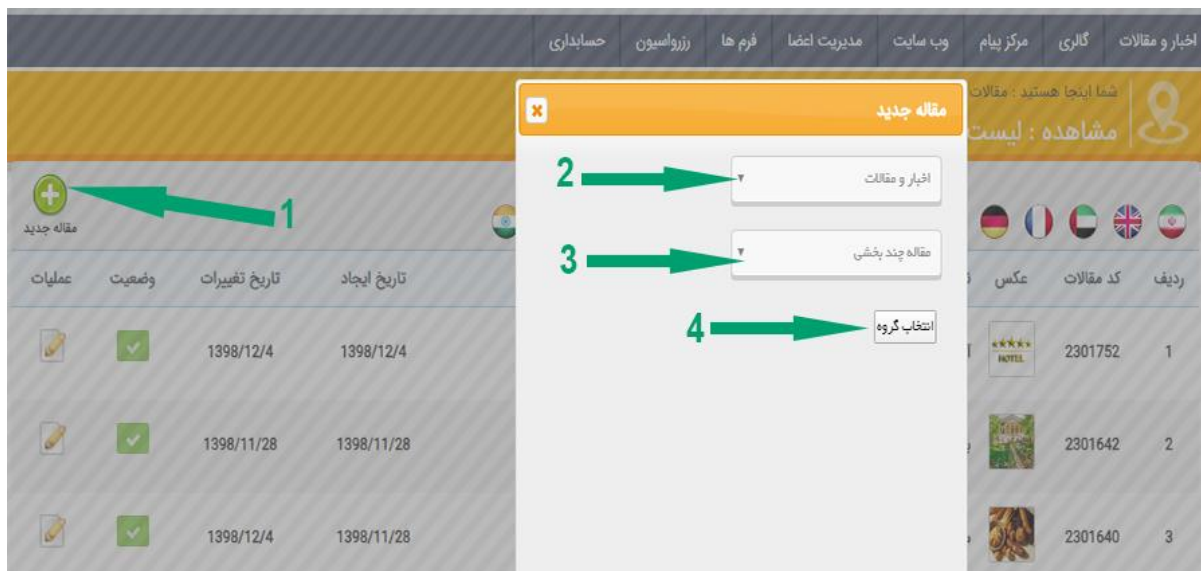 اخبار و مقالات گالری مرکز پیام وب سایت مدیریت اعضا فرم ها رزرواسیون حسابداری
شما اینجا هستید : مقالات
مشاهده : لیست
مقاله جدید
اخبار و مقالات
2
مقاله چند بخشی
3
انتخاب گروه
4
1
مقاله جدید
ردیف کد مقالات عکس تاریخ ایجاد تاریخ تغییرات وضعیت عملیات
1 2301752 HOTEL 1398/12/4 1398/12/4
2 2301642 1398/11/28 1398/11/28
3 2301640 1398/11/28 1398/12/4